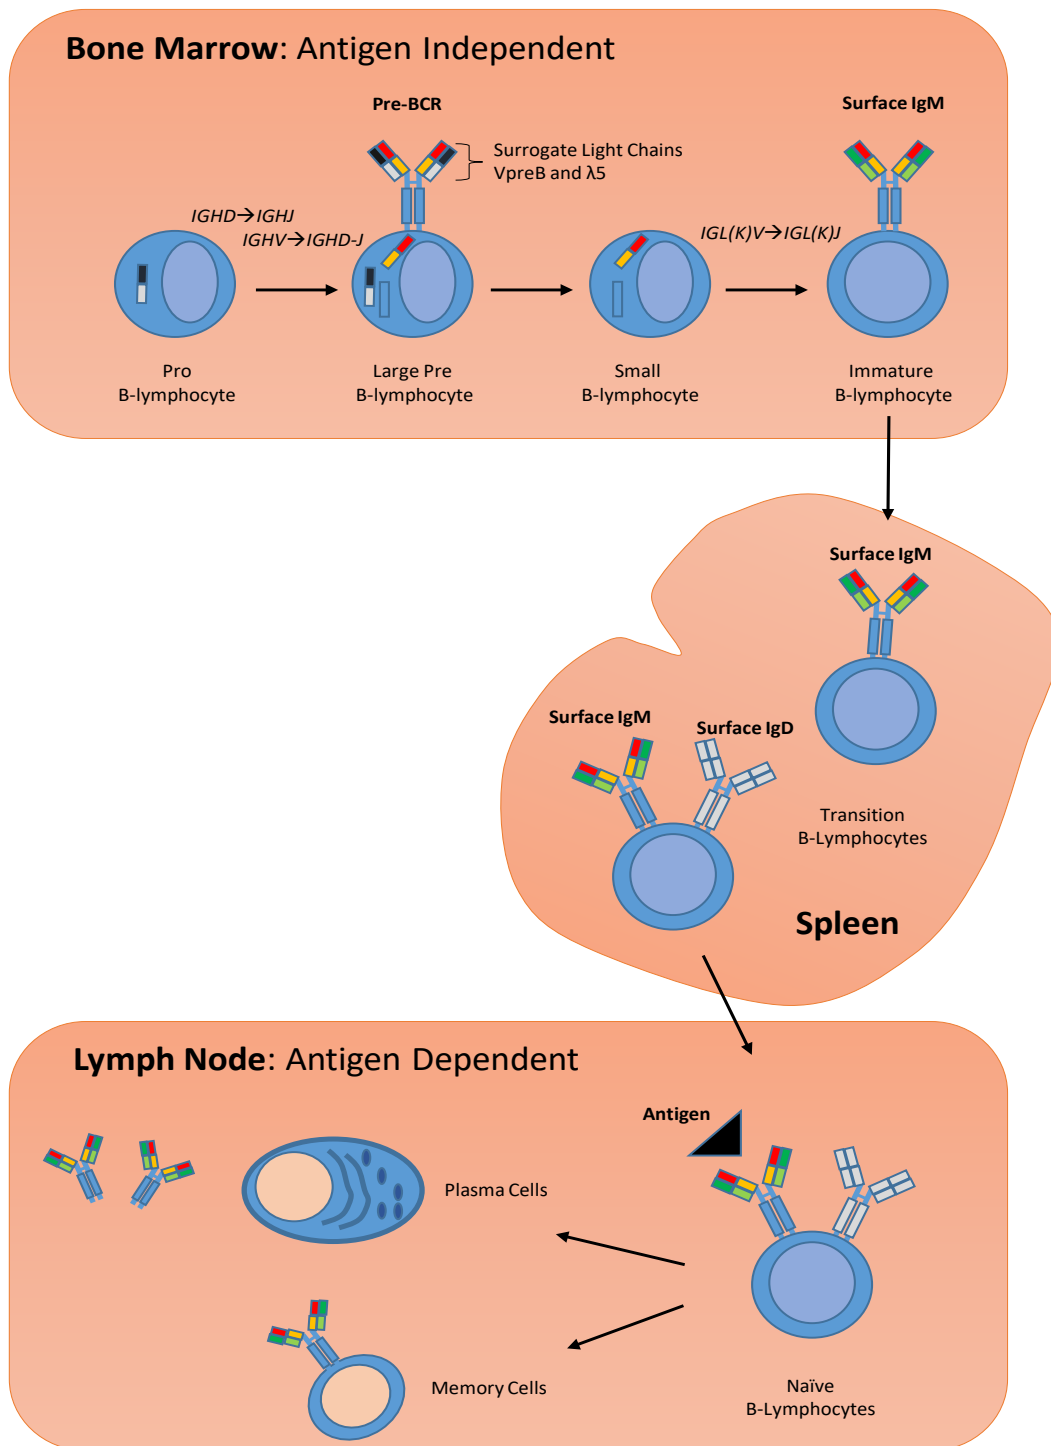 Bone Marrow: Antigen Independent
Pre-BCR
Surface IgM
Surrogate Light Chains
VpreB and λ5
IGHD→IGHJ
IGHV→IGHD-J
IGL(K)V→IGL(K)J
Pro
B-lymphocyte
Large Pre
B-lymphocyte
Small
B-lymphocyte
Immature
B-lymphocyte
Surface IgM
Surface IgM
Surface IgD
Transition
B-Lymphocytes
Spleen
Lymph Node: Antigen Dependent
Antigen
Plasma Cells
Memory Cells
Naïve
B-Lymphocytes